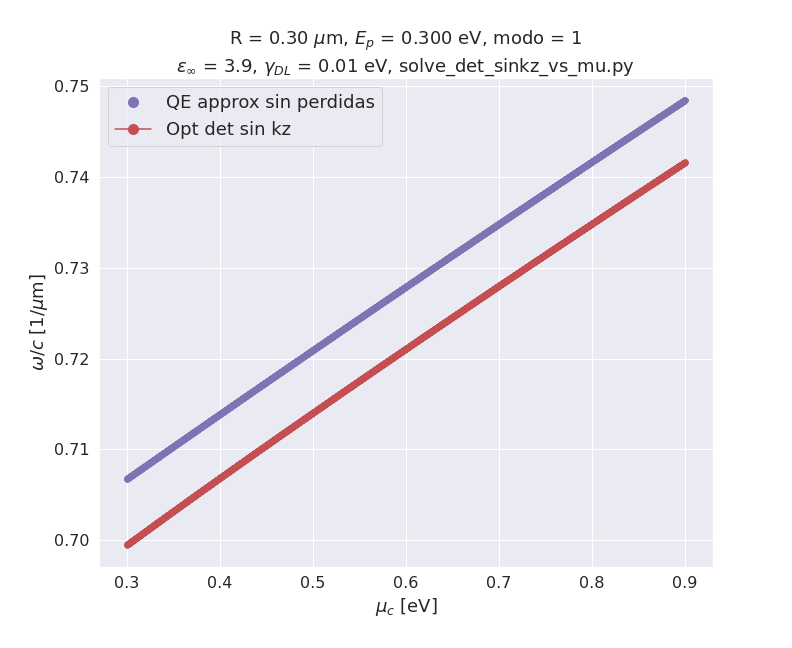 R = 0.30 μm, E_p = 0.300 eV, modo = 1
ε_∞ = 3.9, γ_DL = 0.01 eV, solve_det_sinkz_vs_mu.py
0.75
QE approx sin perdidas
Opt det sin kz
0.74
0.73
0.72
0.71
0.70
ω/c [1/μm]
0.3 0.4 0.5 0.6 0.7 0.8 0.9
μ_c [eV]